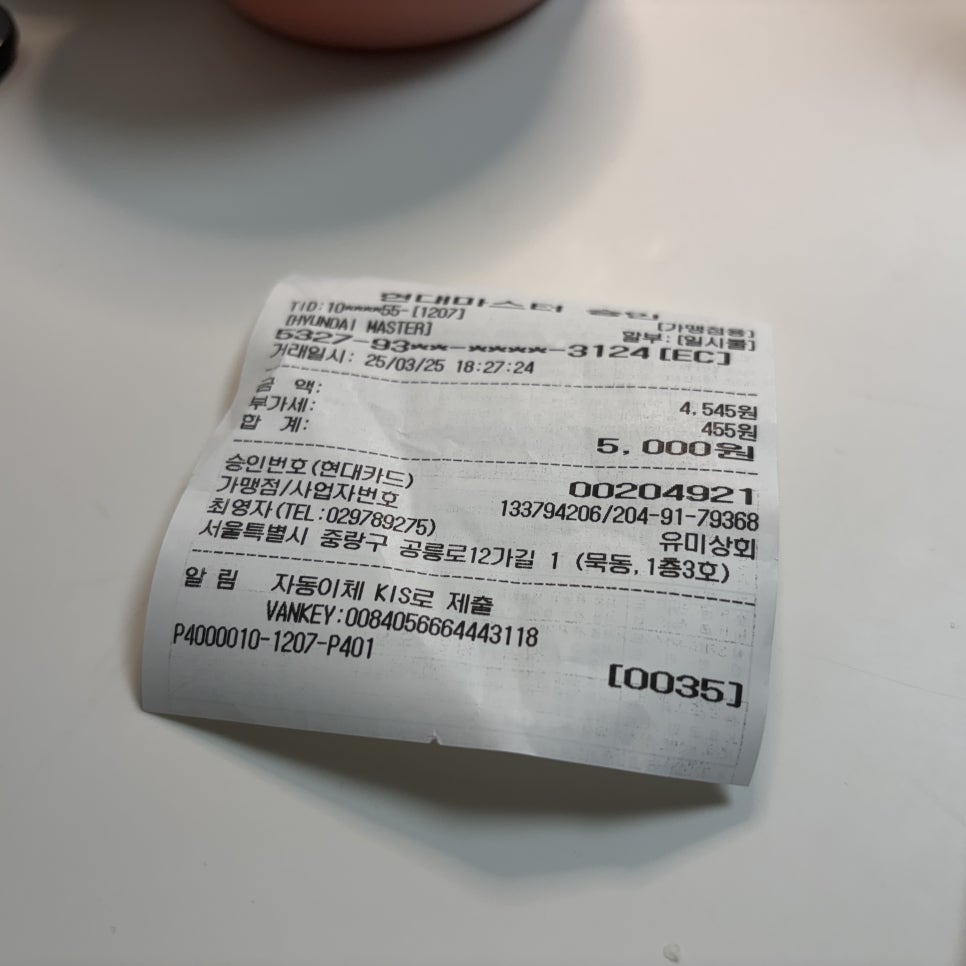 현대마스터 승인
TID:10****55-[1207] [가맹점용]
[HYUNDAI MASTER] 할부: [일시불]
5327-93**-****-3124 [EC]
거래일시: 25/03/25 18:27:24
금 액: 4,545원
부가세: 455원
합 계: 5,000원
승인번호(현대카드) 00204921
가맹점/사업자번호 133794206/204-91-79368
최영자(TEL:029789275) 유미상회
서울특별시 중랑구 공릉로12가길 1 (묵동,1층3호)
알 림 자동이체 KIS로 제출
VANKEY:0084056664443118
P4000010-1207-P401
[0035]